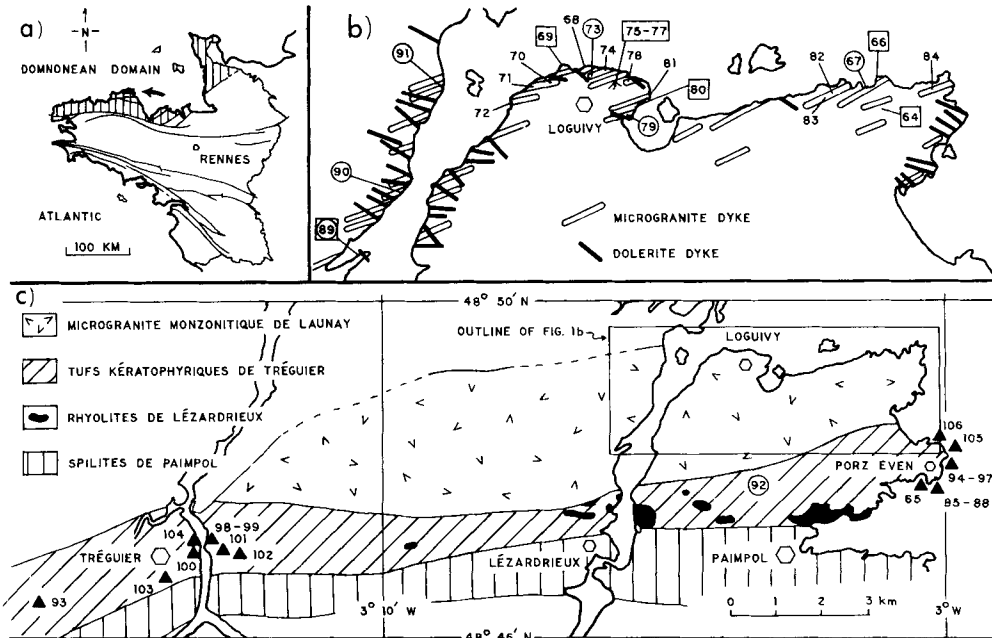 a)
N
DOMNONEAN DOMAIN
RENNES
ATLANTIC
100 KM
b)
91
90
89
72
71
70
69
68
73
74
75-77
78
81
80
79
LOGUIVY
82
83
67
66
64
84
MICROGRANITE DYKE
DOLERITE DYKE
c)
48° 50' N
MICROGRANITE MONZONITIQUE DE LAUNAY
TUFS KÉRATOPHYRIQUES DE TRÉGUIER
RHYOLITES DE LÉZARDRIEUX
SPILITES DE PAIMPOL
OUTLINE OF FIG. 1b
LOGUIVY
106
105
PORZ EVEN
94-97
65
85-88
92
98-99
104
101
102
TRÉGUIER
100
103
93
LÉZARDRIEUX
PAIMPOL
3° 10' W
0 1 2 3 km
3° W
48° 46' N